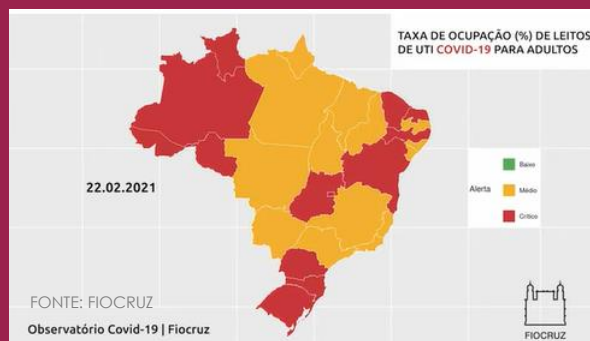 TAXA DE OCUPAÇÃO (%) DE LEITOS
DE UTI COVID-19 PARA ADULTOS
22.02.2021
Alerta
Baixo
Médio
Crítico
FONTE: FIOCRUZ
Observatório Covid-19 | Fiocruz
FIOCRUZ